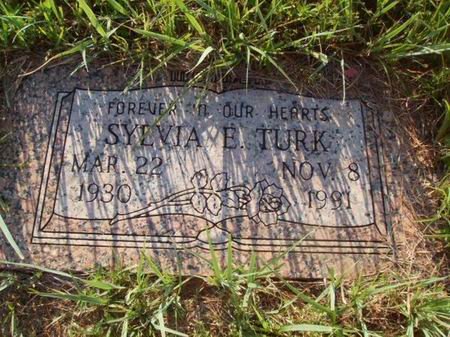 FOREVER IN OUR HEARTS
SYLVIA E. TURK
MAR. 22 NOV. 8
1930 1991